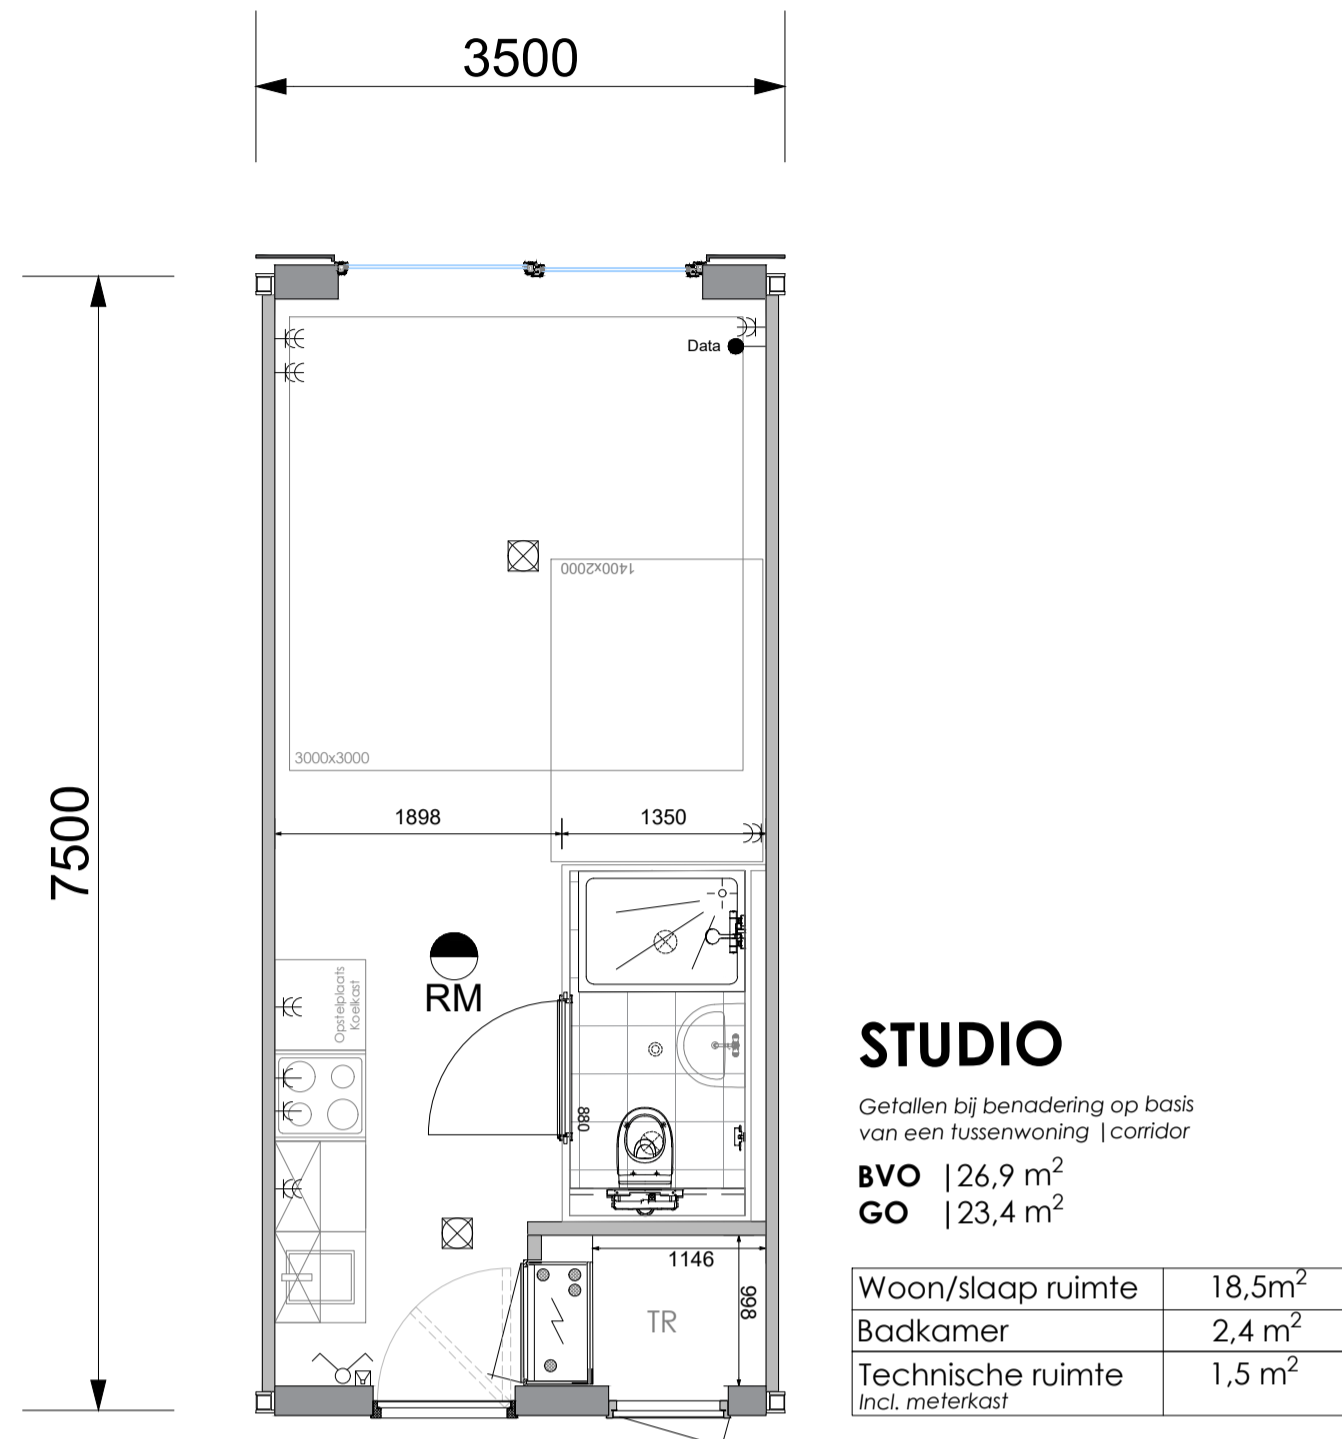 3500
Data
1400x2000
3000x3000
1898
1350
7500
RM
Opstelplaats
Koelkast
880
1146
998
TR
STUDIO
Getallen bij benadering op basis
van een tussenwoning | corridor
BVO | 26,9 m²
GO | 23,4 m²
Woon/slaap ruimte 18,5m²
Badkamer 2,4 m²
Technische ruimte 1,5 m²
Incl. meterkast